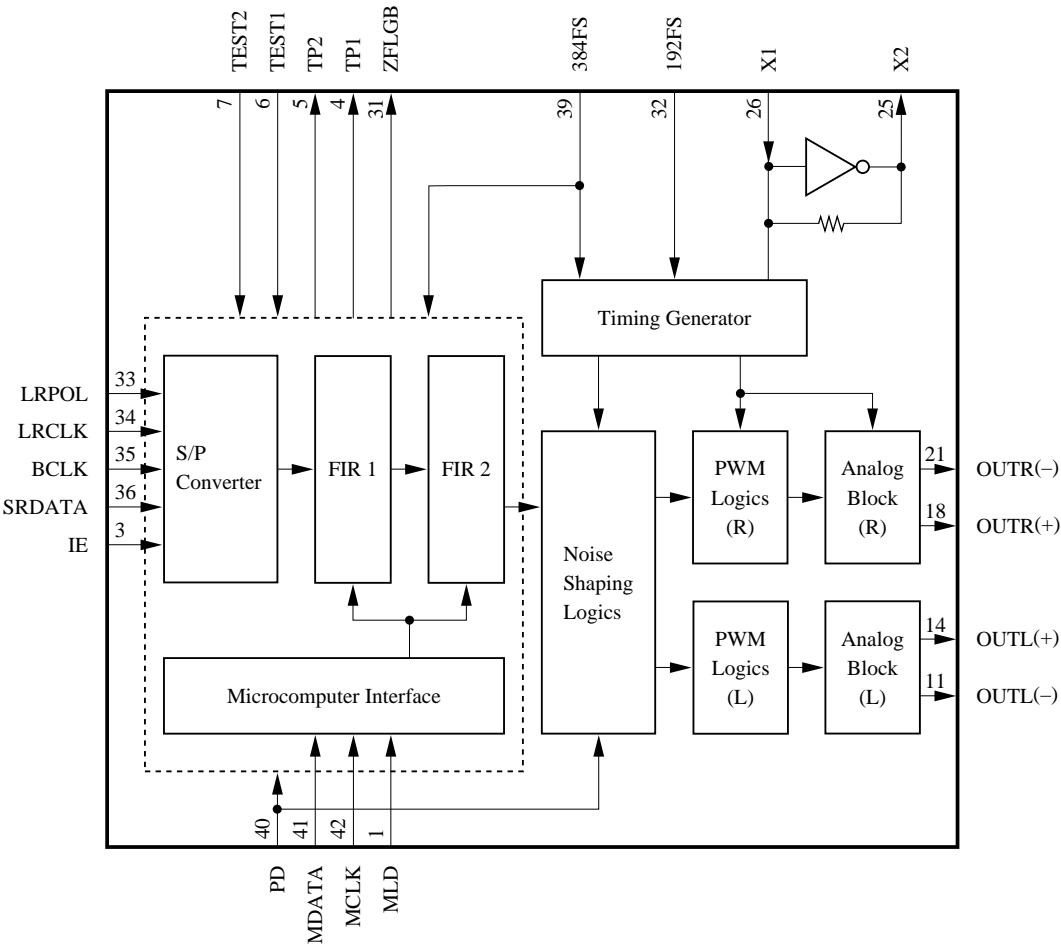 TEST2
TEST1
TP2
TP1
ZFLGB
384FS
192FS
X1
X2
7
6
5
4
31
39
32
26
25
Timing Generator
LRPOL
33
LRCLK
34
BCLK
35
SRDATA
36
IE
3
S/P
Converter
FIR 1
FIR 2
Noise
Shaping
Logics
PWM
Logics
(R)
Analog
Block
(R)
21
OUTR(–)
18
OUTR(+)
PWM
Logics
(L)
Analog
Block
(L)
14
OUTL(+)
11
OUTL(–)
Microcomputer Interface
40
41
42
1
PD
MDATA
MCLK
MLD